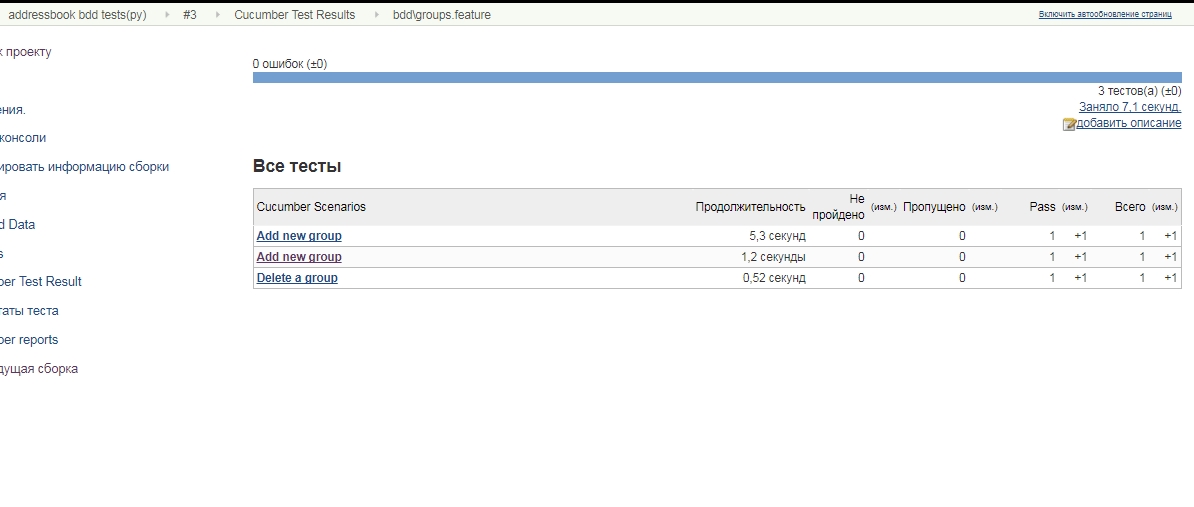 addressbook bdd tests(py) #3 Cucumber Test Results bdd\groups.feature Включить автообновление страниц
к проекту
0 ошибок (±0)
3 тестов(а) (±0)
Заняло 7,1 секунд.
добавить описание
ения.
консоли
ировать информацию сборки
я
d Data
s
ber Test Result
таты теста
ber reports
дущая сборка
Все тесты
Cucumber Scenarios Продолжительность Не пройдено (изм.) Пропущено (изм.) Pass (изм.) Всего (изм.)
Add new group 5,3 секунд 0 0 1 +1 1 +1
Add new group 1,2 секунды 0 0 1 +1 1 +1
Delete a group 0,52 секунд 0 0 1 +1 1 +1